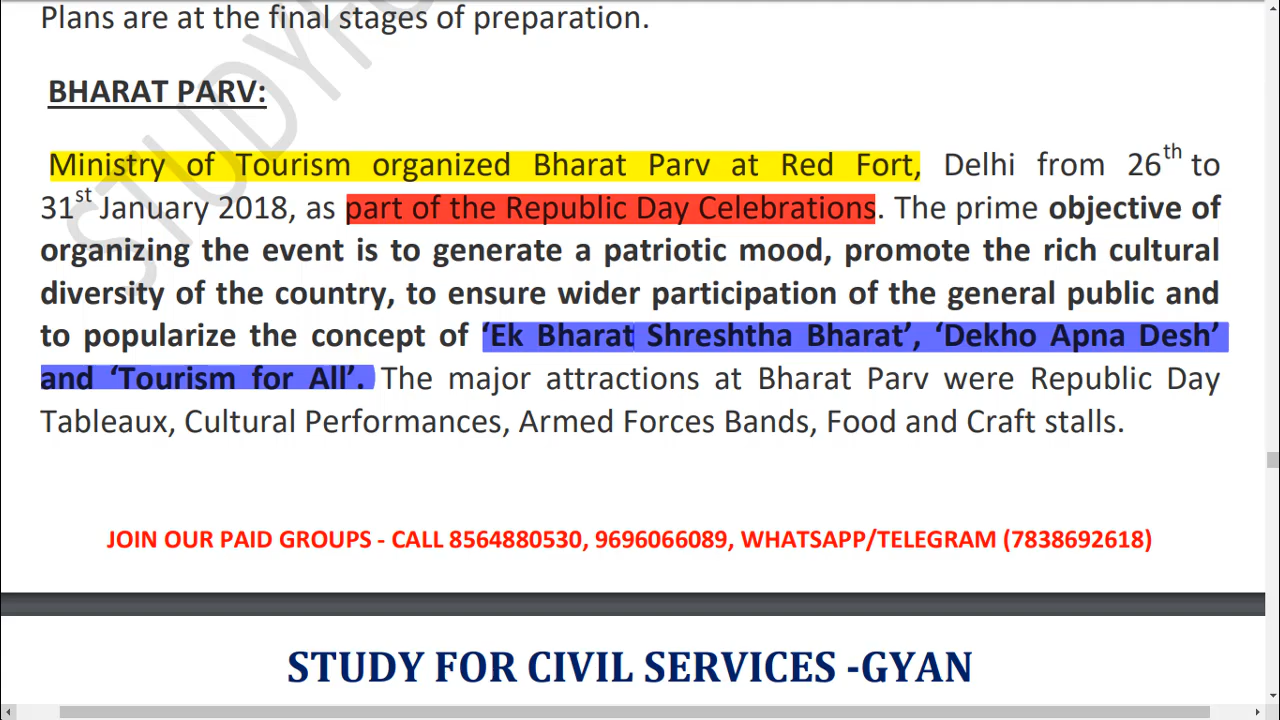 Plans are at the final stages of preparation.
BHARAT PARV:
Ministry of Tourism organized Bharat Parv at Red Fort, Delhi from 26th to
31st January 2018, as part of the Republic Day Celebrations. The prime objective of
organizing the event is to generate a patriotic mood, promote the rich cultural
diversity of the country, to ensure wider participation of the general public and
to popularize the concept of ‘Ek Bharat Shreshtha Bharat’, ‘Dekho Apna Desh’
and ‘Tourism for All’. The major attractions at Bharat Parv were Republic Day
Tableaux, Cultural Performances, Armed Forces Bands, Food and Craft stalls.
JOIN OUR PAID GROUPS - CALL 8564880530, 9696066089, WHATSAPP/TELEGRAM (7838692618)
STUDY FOR CIVIL SERVICES -GYAN
STUDYFO